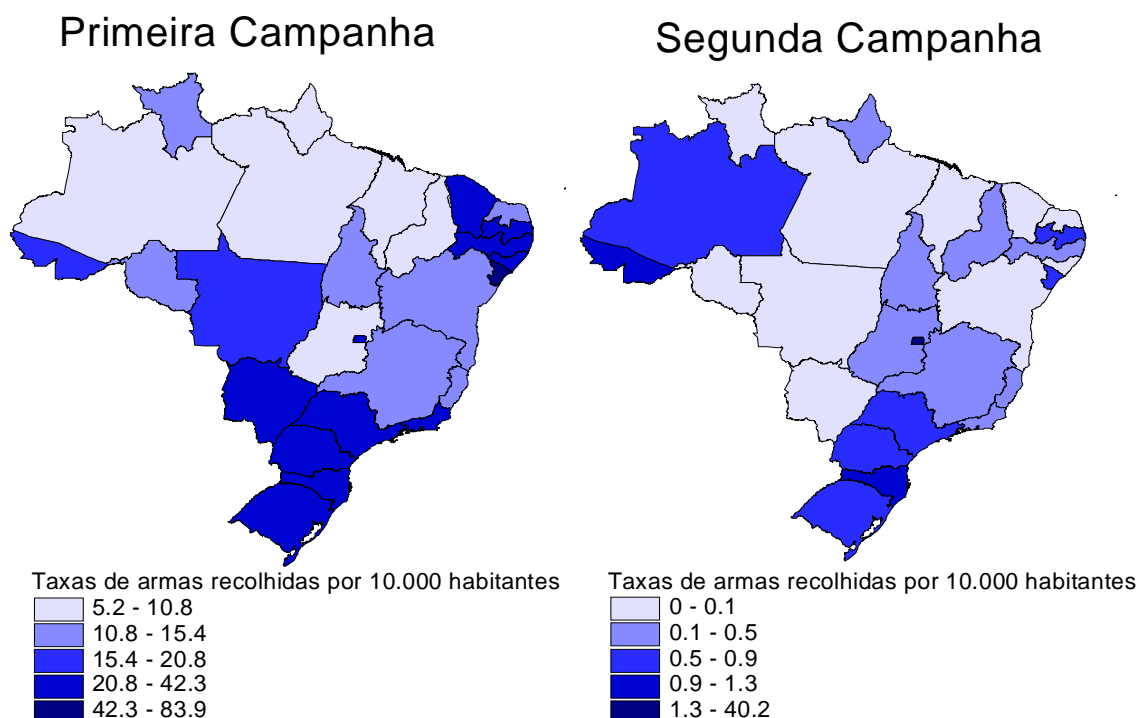 Primeira Campanha
Segunda Campanha
Taxas de armas recolhidas por 10.000 habitantes
5.2 - 10.8
10.8 - 15.4
15.4 - 20.8
20.8 - 42.3
42.3 - 83.9
Taxas de armas recolhidas por 10.000 habitantes
0 - 0.1
0.1 - 0.5
0.5 - 0.9
0.9 - 1.3
1.3 - 40.2